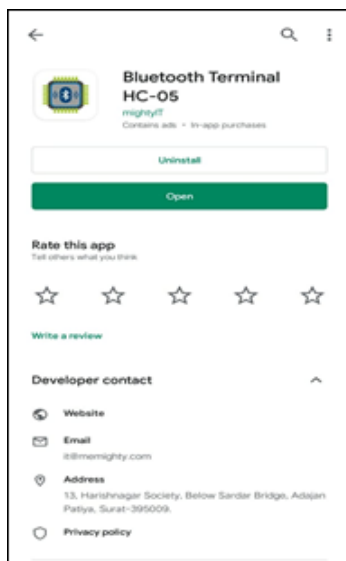 Bluetooth Terminal
HC-05
mightyIT
Contains ads • In-app purchases
Uninstall
Open
Rate this app
Tell others what you think
Write a review
Developer contact
Website
Email
it@memighty.com
Address
13, Harishnagar Society, Below Sardar Bridge, Adajan
Patiya, Surat-395009.
Privacy policy